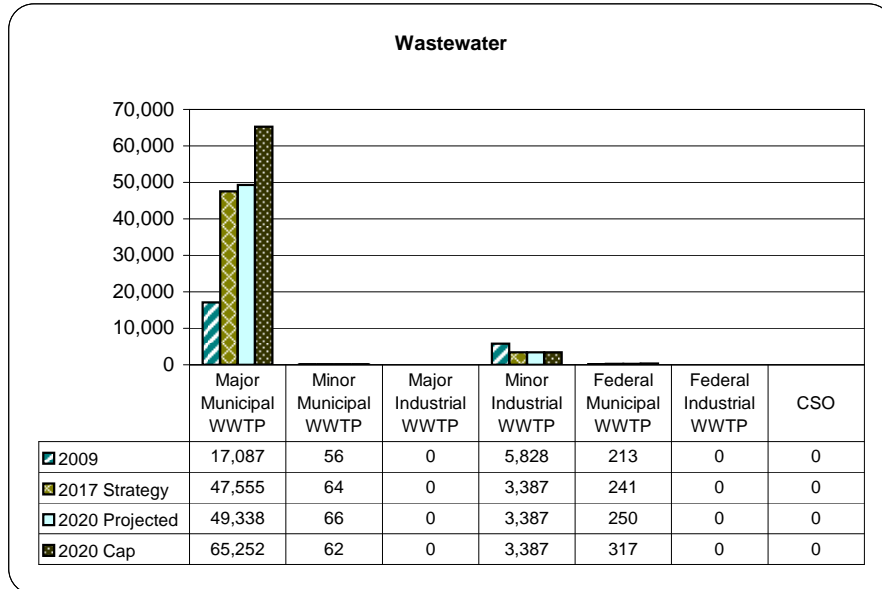 Wastewater
70,000
60,000
50,000
40,000
30,000
20,000
10,000
0
Major Municipal WWTP
Minor Municipal WWTP
Major Industrial WWTP
Minor Industrial WWTP
Federal Municipal WWTP
Federal Industrial WWTP
CSO
2009 17,087 56 0 5,828 213 0 0
2017 Strategy 47,555 64 0 3,387 241 0 0
2020 Projected 49,338 66 0 3,387 250 0 0
2020 Cap 65,252 62 0 3,387 317 0 0